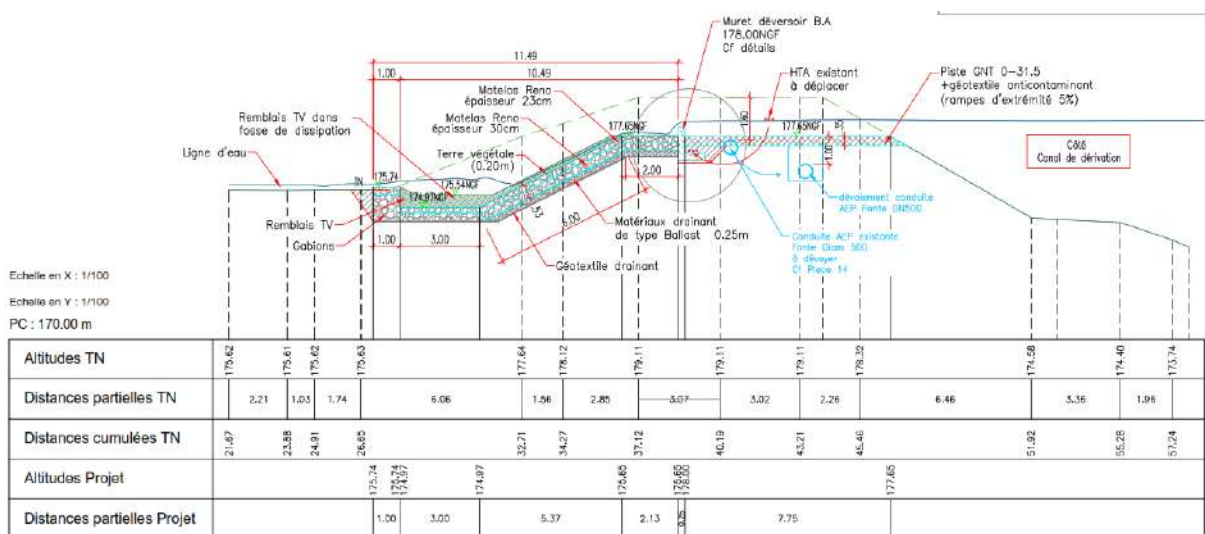 Muret déversoir B.A
178.00NGF
Cf détails
11.49
1.00
10.49
HTA existant
à déplacer
Piste GNT 0-31.5
+géotextile anticontaminant
(rampes d'extrémité 5%)
Matelas Reno
épaisseur 23cm
Matelas Reno
épaisseur 30cm
Remblais TV dans
fosse de dissipation
177.65NGF
1.60
177.65NGF
1.00
Ligne d'eau
Terre végétale
(0.20m)
Côté
Canal de dérivation
TN
175.74
175.54NGF
174.97NGF
2.00
6.00
dévoiement conduite
AEP Fonte DN500
Remblais TV
Gabions
Matériaux drainant
de type Ballast 0.25m
1.00
3.00
Géotextile drainant
Conduite AEP existante
Fonte Diam 500
à dévoyer
Cf Piece 14
Echelle en X : 1/100
Echelle en Y : 1/100
PC : 170.00 m
Altitudes TN 175.62 175.61 175.62 175.63 177.64 178.12 179.11 179.11 179.11 178.32 174.58 174.40 173.74
Distances partielles TN 2.21 1.03 1.74 6.06 1.56 2.85 3.07 3.02 2.26 6.46 3.36 1.96
Distances cumulées TN 21.67 23.88 24.91 26.65 32.71 34.27 37.12 40.19 43.21 45.46 51.92 55.28 57.24
Altitudes Projet 175.74 175.74 174.97 174.97 178.00 177.65
Distances partielles Projet 1.00 3.00 5.37 2.13 0.25 7.75